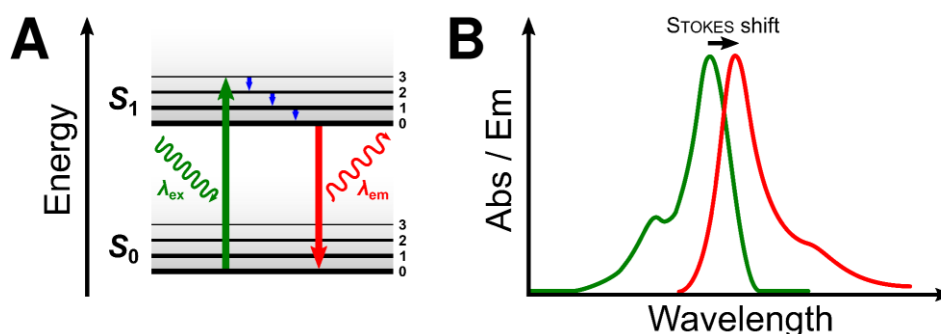 A
Energy
S1
3
2
1
0
λex
λem
S0
3
2
1
0
B
STOKES shift
Abs / Em
Wavelength